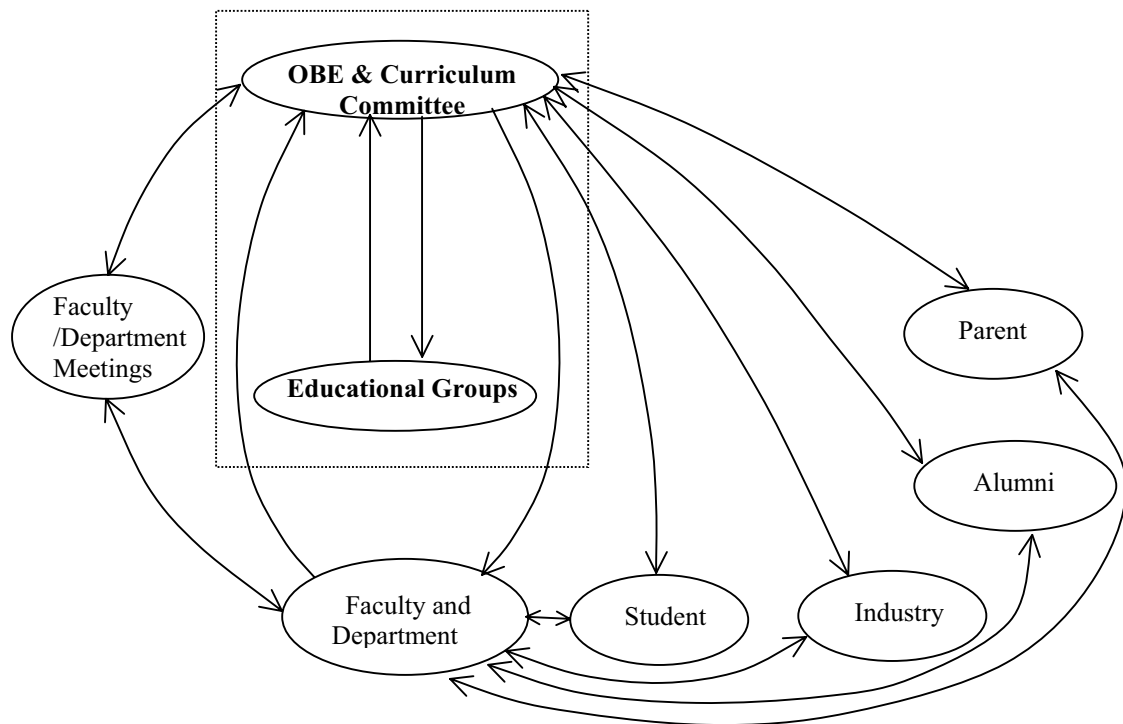 OBE & Curriculum
Committee
Faculty
/Department
Meetings
Parent
Educational Groups
Alumni
Faculty and
Department
Student
Industry